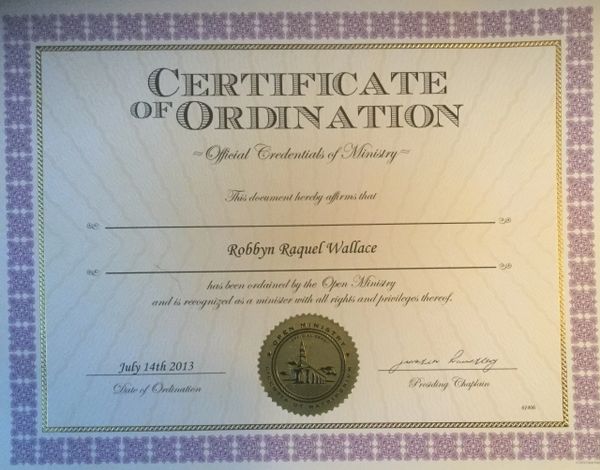 CERTIFICATE
OF ORDINATION
Official Credentials of Ministry
This document hereby affirms that
Robbyn Raquel Wallace
has been ordained by the Open Ministry
and is recognized as a minister with all rights and privileges thereof.
OPEN MINISTRY
July 14th 2013
Date of Ordination
Presiding Chaplain